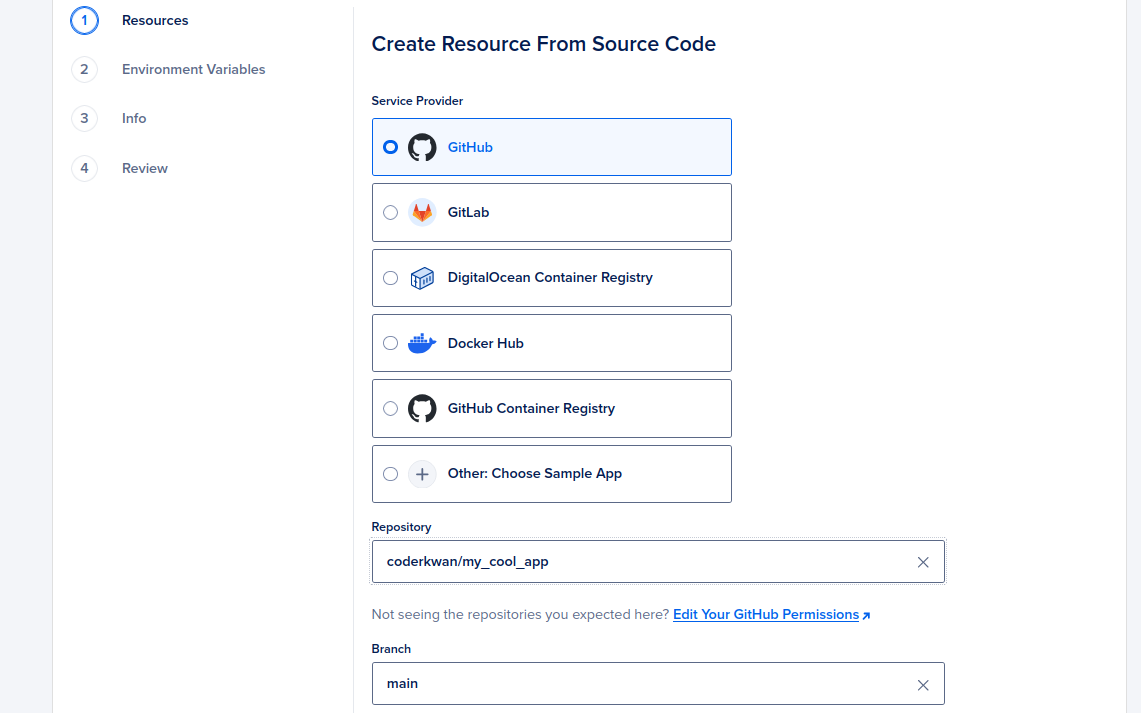 1 Resources
2 Environment Variables
3 Info
4 Review
Create Resource From Source Code
Service Provider
GitHub
GitLab
DigitalOcean Container Registry
Docker Hub
GitHub Container Registry
Other: Choose Sample App
Repository
coderkwan/my_cool_app
Not seeing the repositories you expected here? Edit Your GitHub Permissions
Branch
main